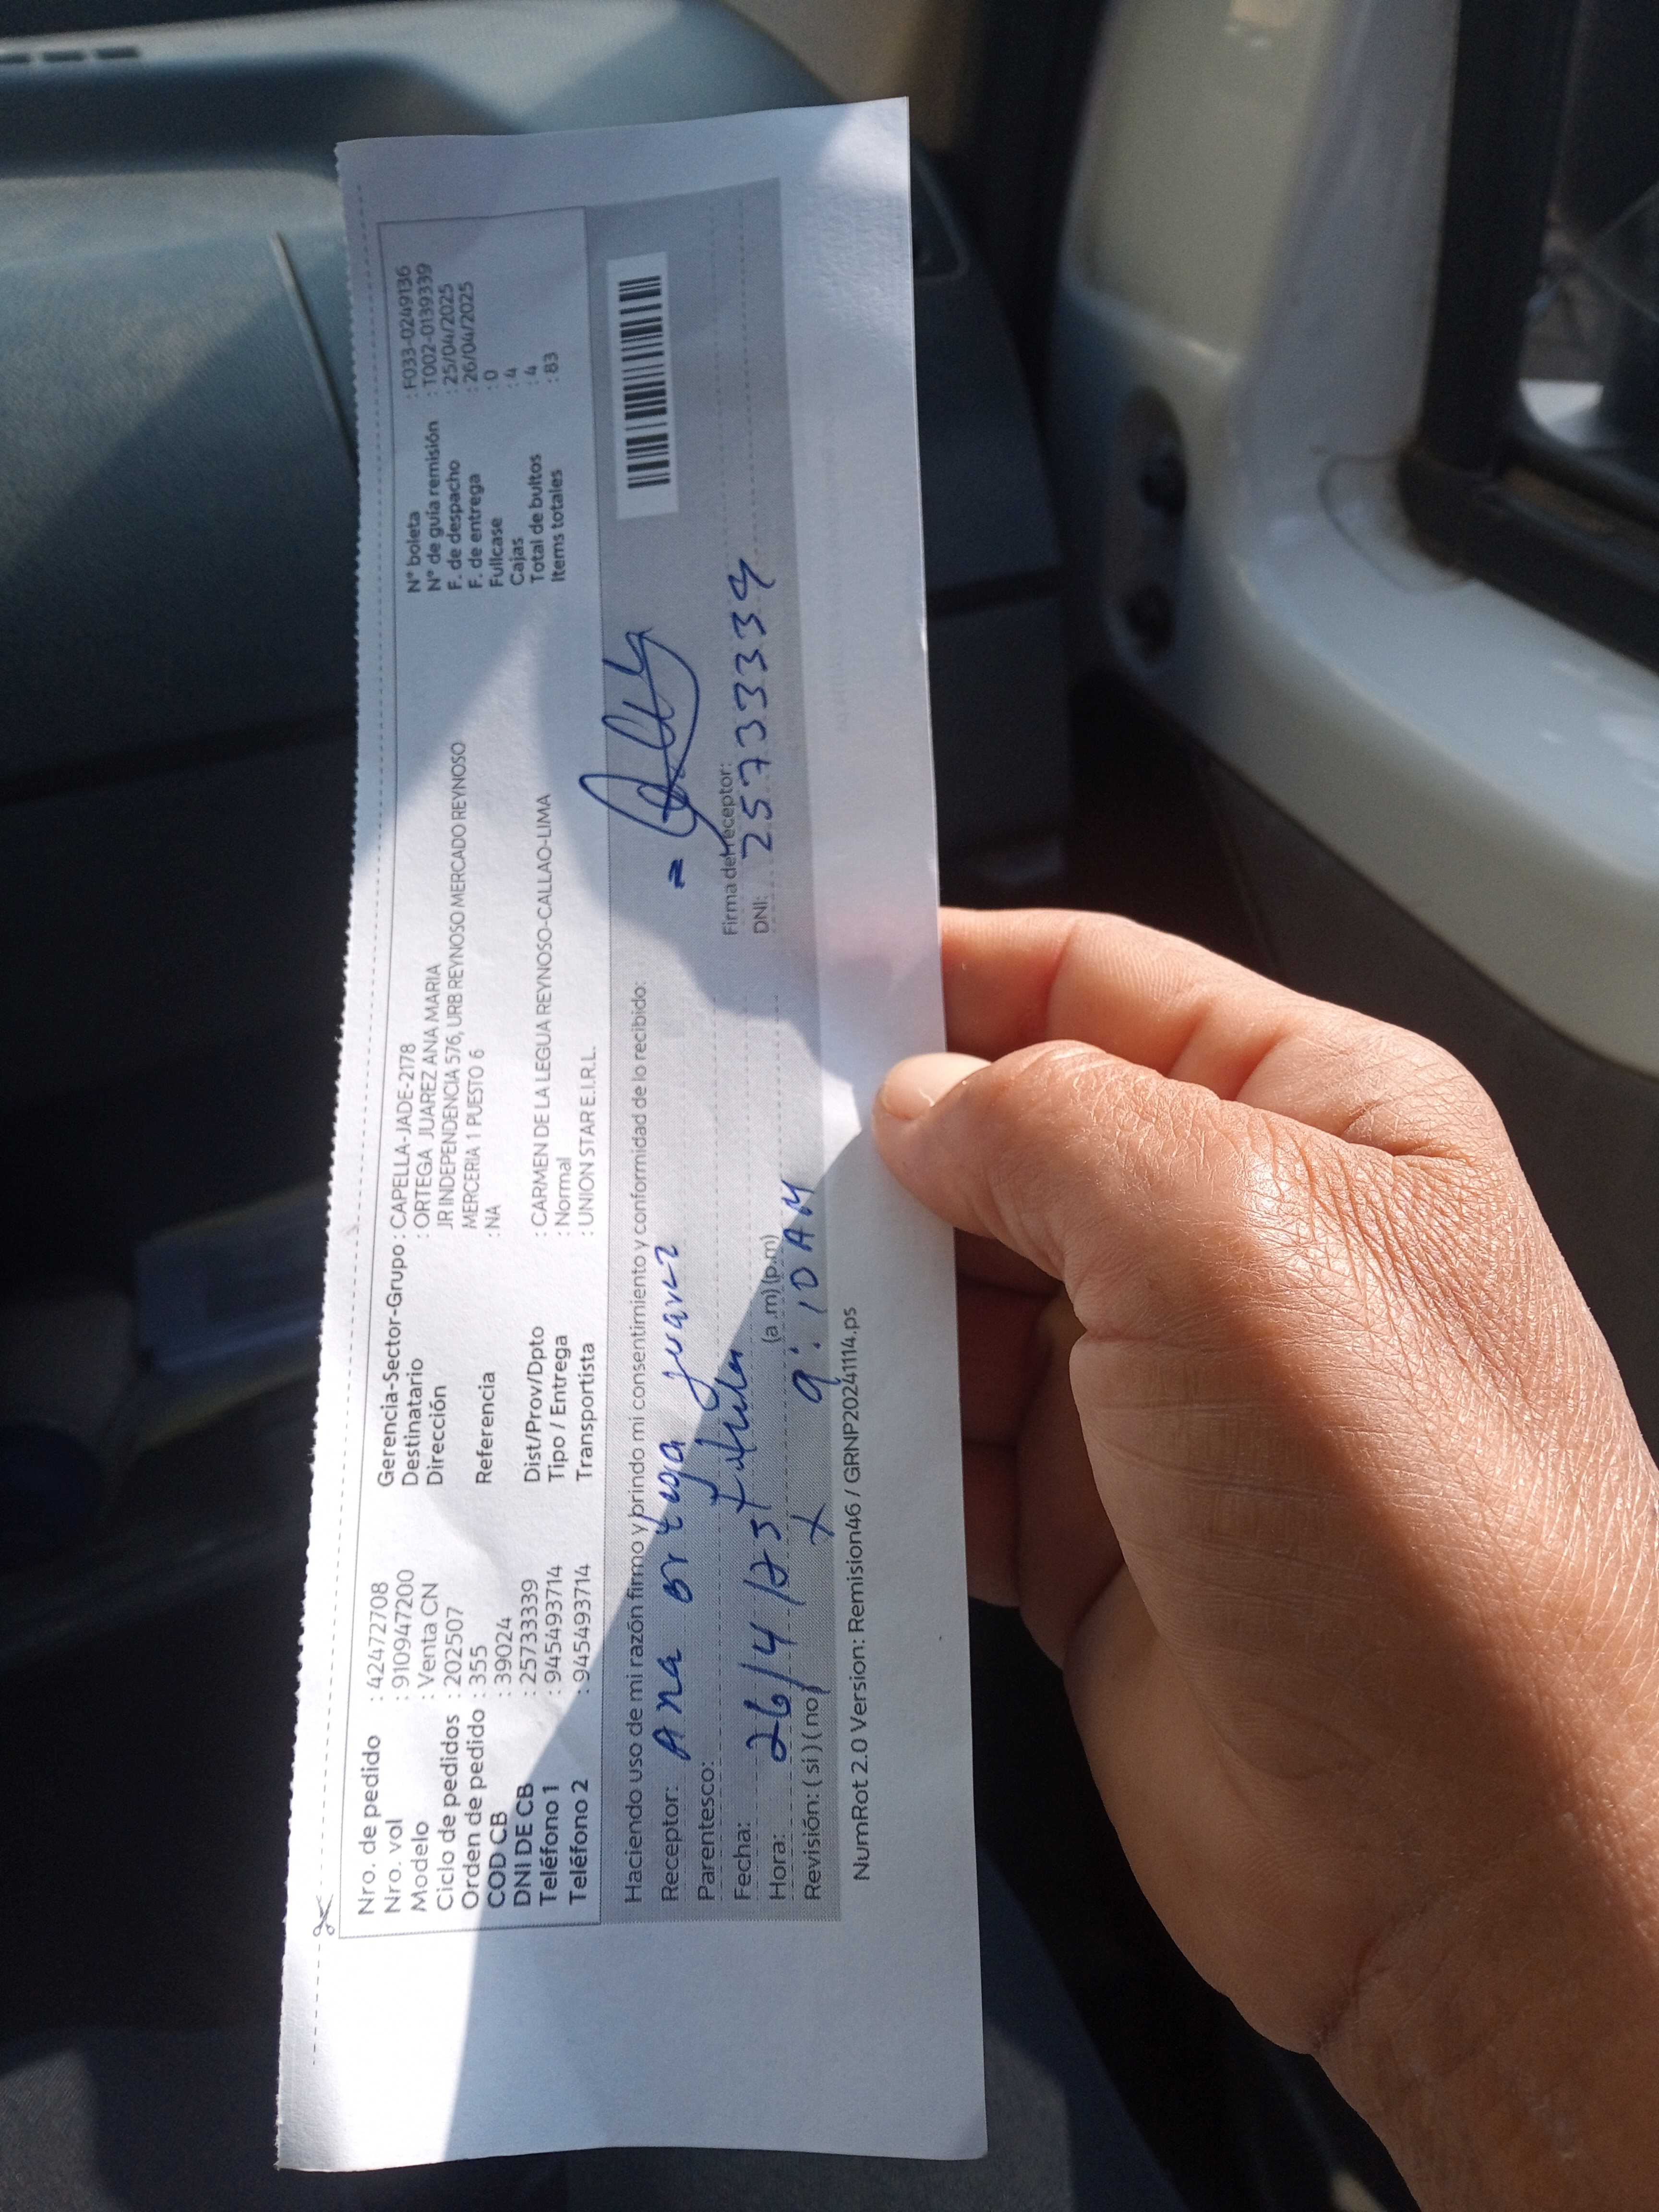 Nro. de pedido : 42472708
Nro. vol : 910947200
Modelo : Venta CN
Ciclo de pedidos : 202507
Orden de pedido : 355
COD CB : 39024
DNI DE CB : 25733339
Teléfono 1 : 945493714
Teléfono 2 : 945493714
Gerencia-Sector-Grupo : CAPELLA-JADE-2178
Destinatario : ORTEGA JUAREZ ANA MARIA
Dirección JR INDEPENDENCIA 576, URB REYNOSO MERCADO REYNOSO
MERCERIA 1 PUESTO 6
Referencia : NA
Dist/Prov/Dpto : CARMEN DE LA LEGUA REYNOSO-CALLAO-LIMA
Tipo / Entrega : Normal
Transportista : UNION STAR E.I.R.L.
N° boleta : F033-0249136
N° de guía remisión : T002-0139339
F. de despacho : 25/04/2025
F. de entrega : 26/04/2025
Fullcase : 0
Cajas : 4
Total de bultos : 4
Items totales : 83
Haciendo uso de mi razón firmo y brindo mi consentimiento y conformidad de lo recibido:
Receptor: Ana ortega juarez
Parentesco:
Fecha: 26/4/25
Hora: (a.m) (p.m) 9:10 AM
Revisión: ( si ) ( no )
Firma del receptor:
DNI: 25733339
NumRot 2.0 Version: Remision46 / GRNP20241114.ps